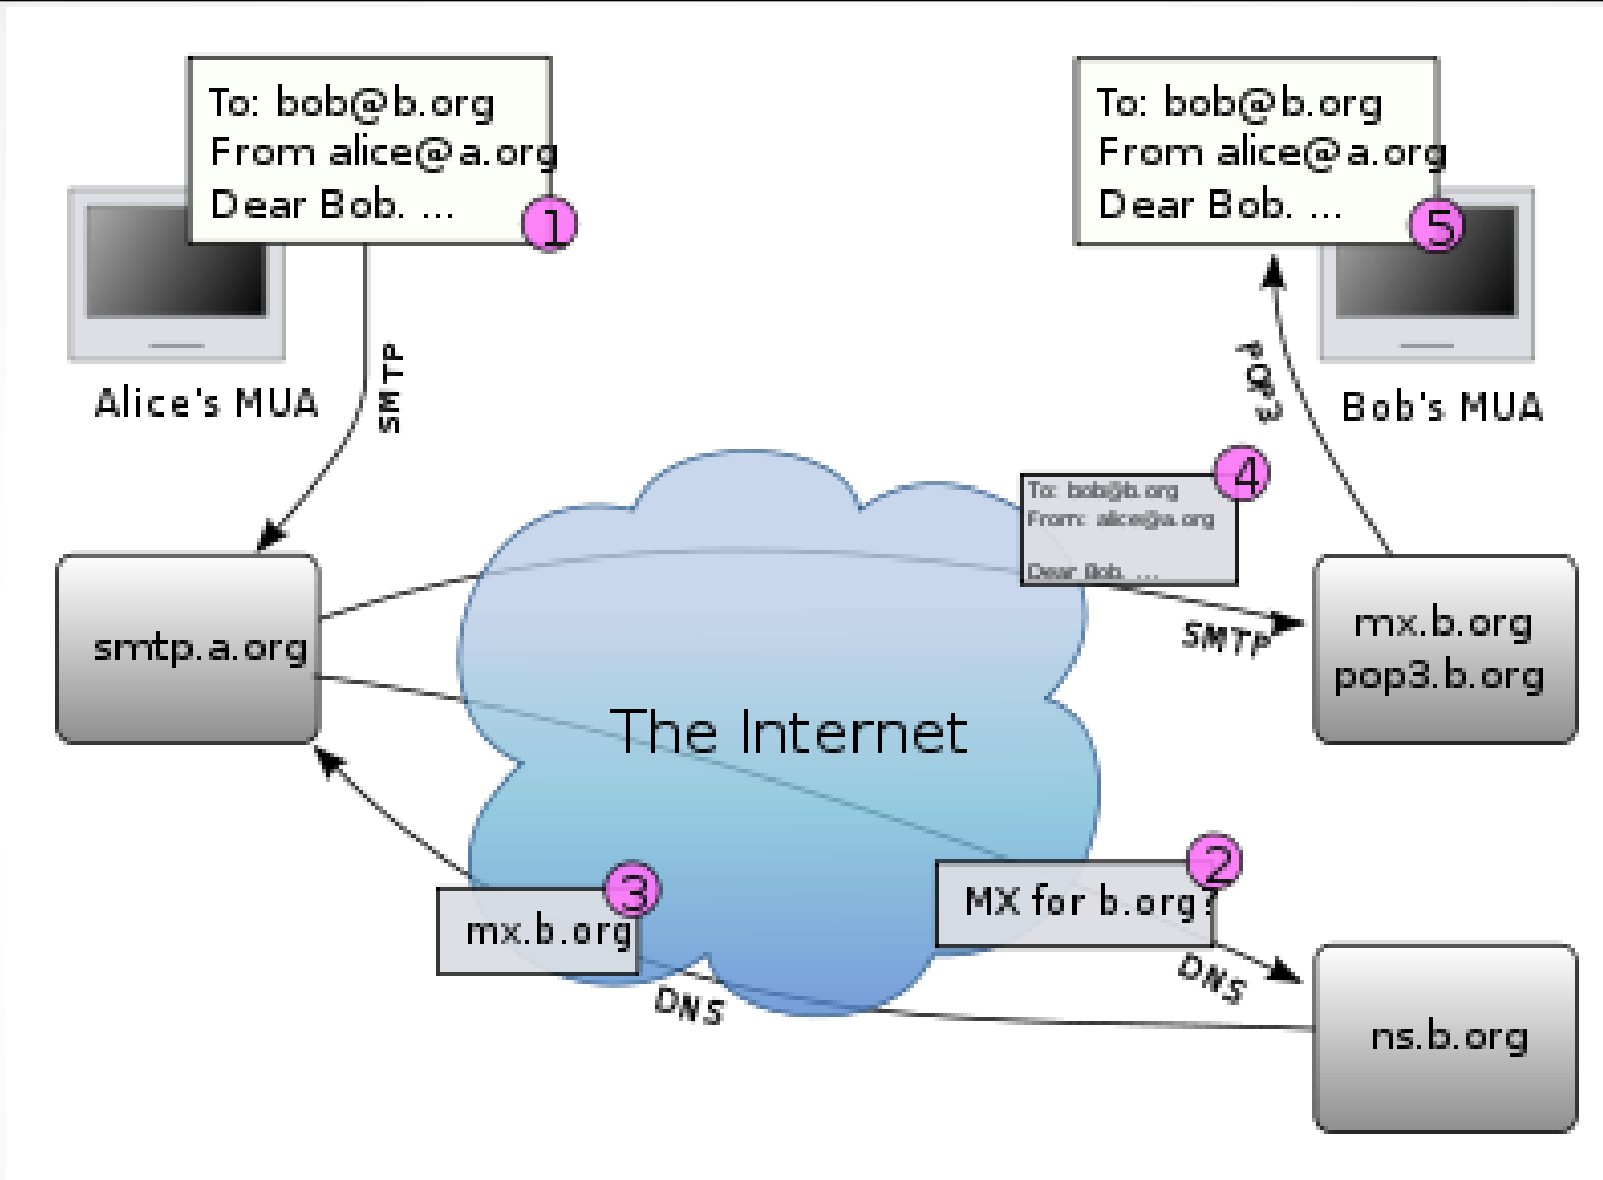 To: bob@b.org
From alice@a.org
Dear Bob. ...
1
Alice's MUA
SMTP
To: bob@b.org
From alice@a.org
Dear Bob. ...
5
Bob's MUA
POP3
To: bob@b.org
From: alice@a.org
Dear Bob. ...
4
SMTP
smtp.a.org
mx.b.org
pop3.b.org
The Internet
MX for b.org?
2
DNS
mx.b.org
3
DNS
ns.b.org